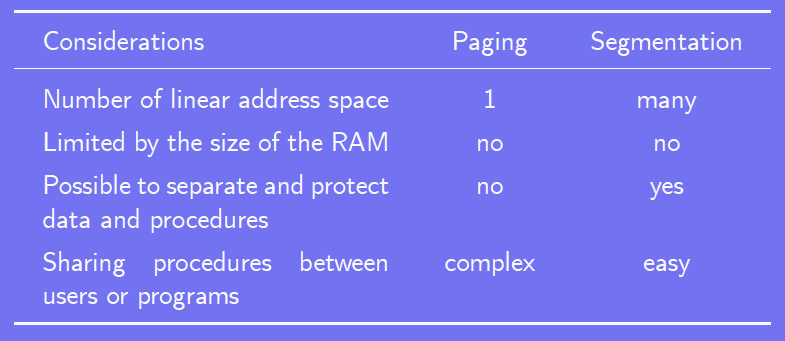 Considerations Paging Segmentation
Number of linear address space 1 many
Limited by the size of the RAM no no
Possible to separate and protect no yes
data and procedures
Sharing procedures between complex easy
users or programs